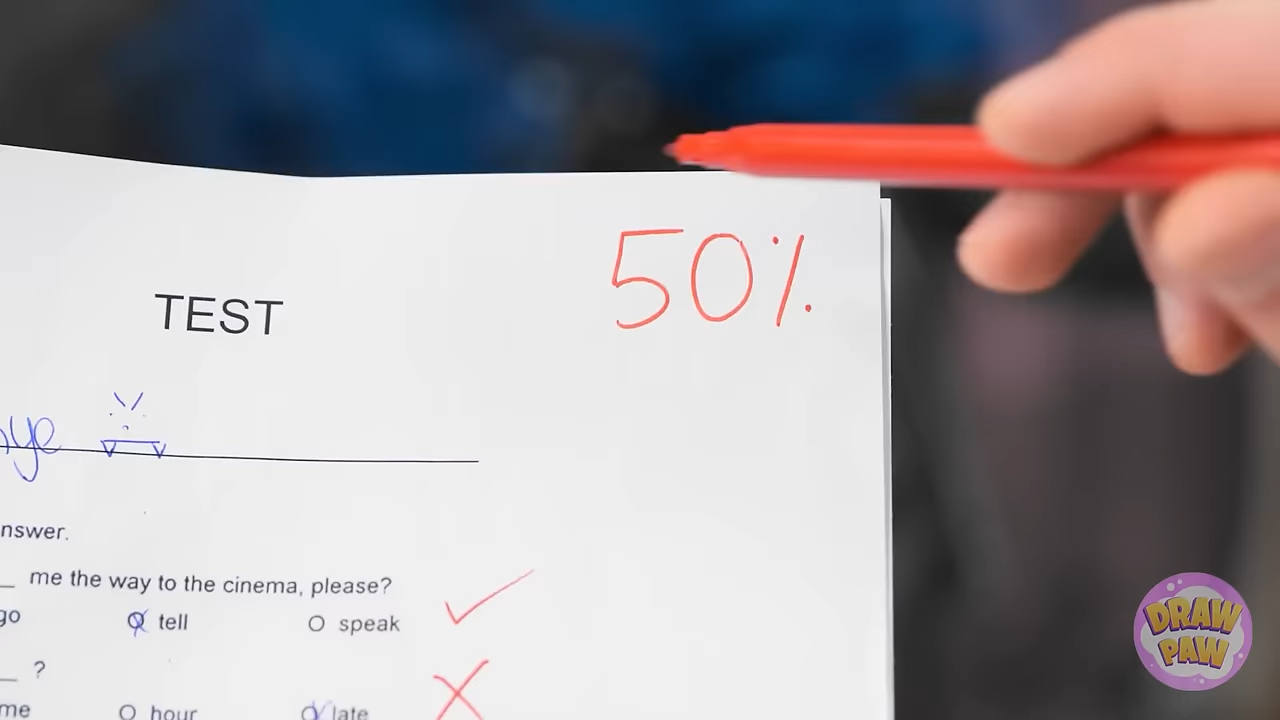 50%
TEST
nswer.
me the way to the cinema, please?
go tell speak
?
me hour late
DRAW
PAW